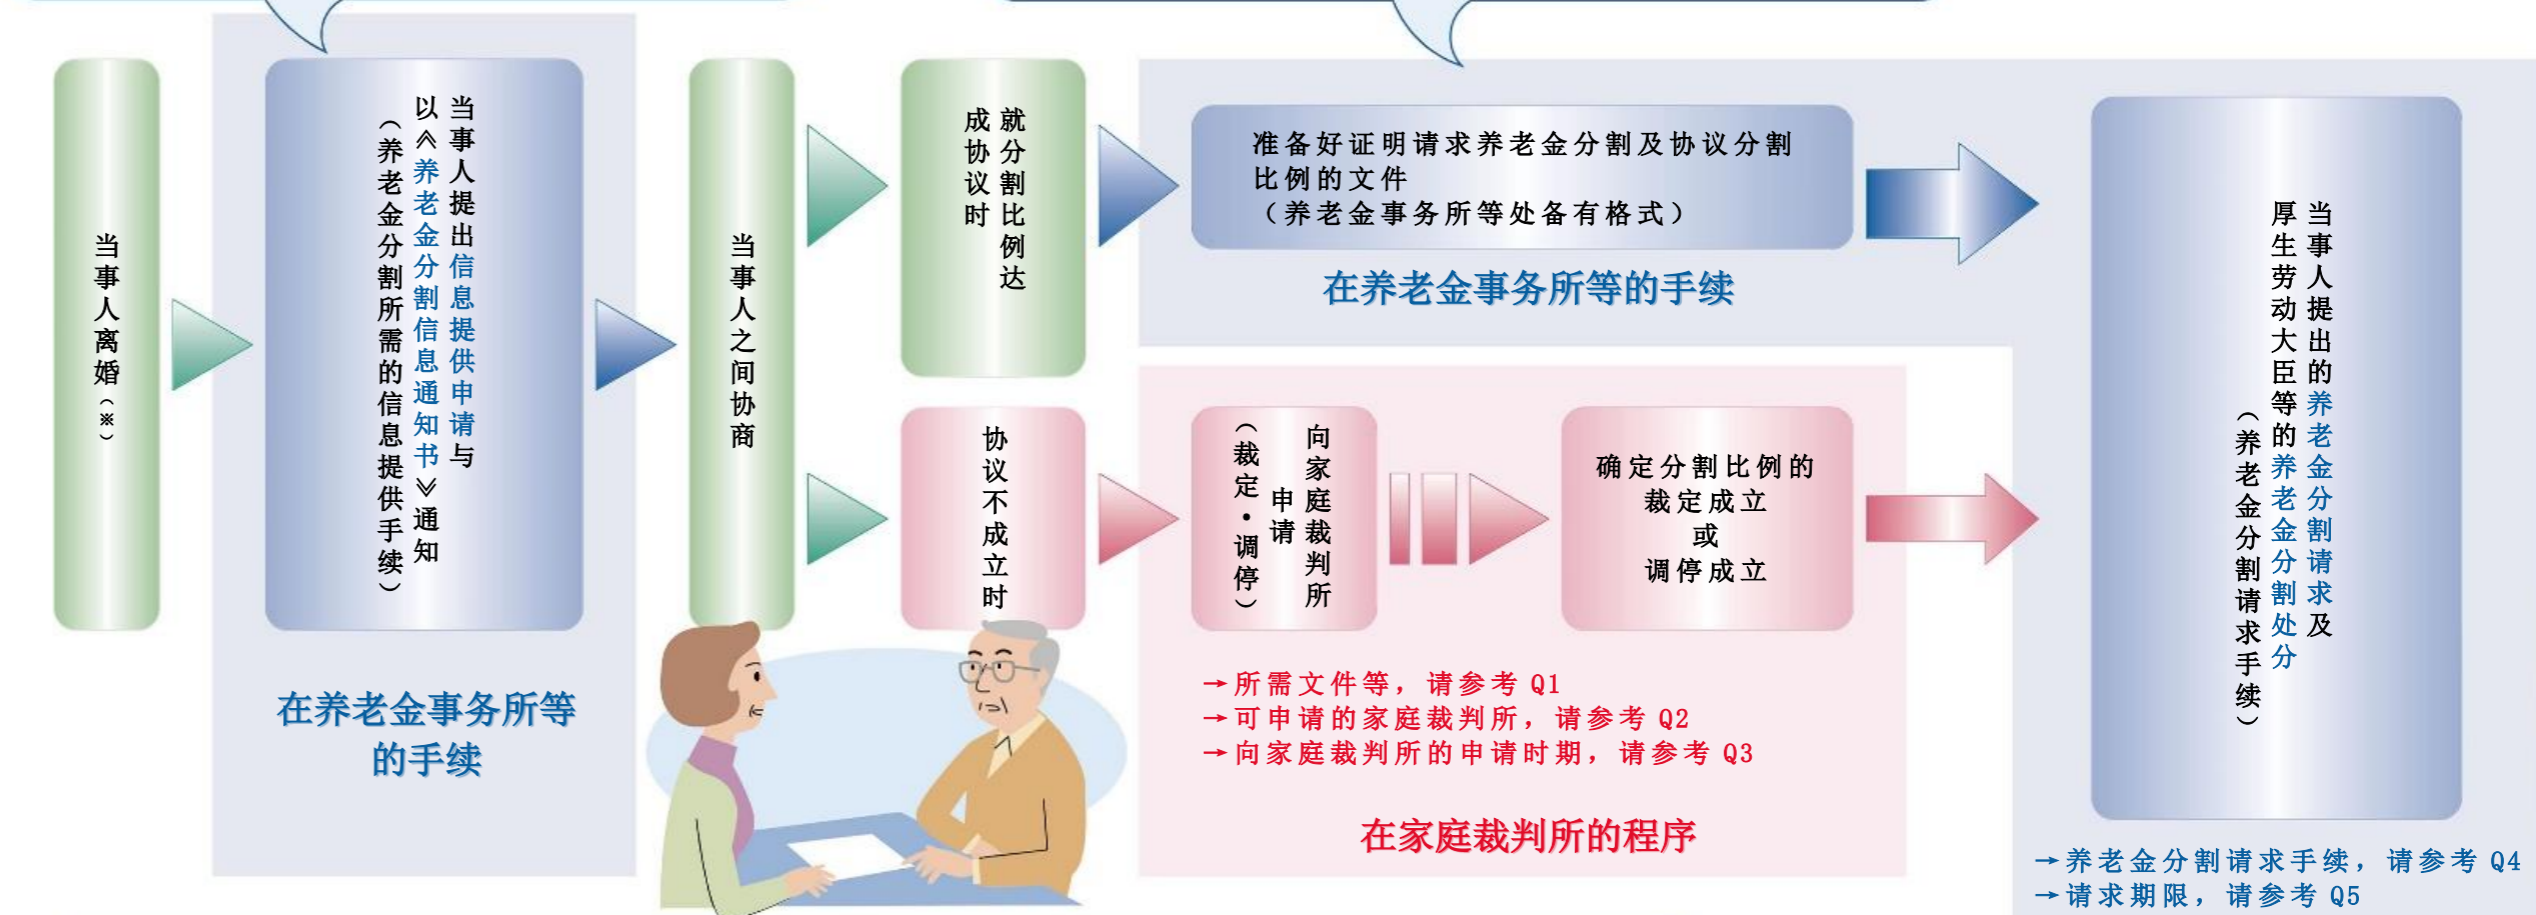 当事人离婚（※）
当事人提出信息提供申请与
以《养老金分割信息通知书》通知
（养老金分割所需的信息提供手续）
在养老金事务所等
的手续
当事人之间协商
就分割比例达
成协议时
准备好证明请求养老金分割及协议分割
比例的文件
（养老金事务所等处备有格式）
在养老金事务所等的手续
协议不成立时
向家庭裁判所
申请
（裁定・调停）
确定分割比例的
裁定成立
或
调停成立
→所需文件等，请参考 Q1
→可申请的家庭裁判所，请参考 Q2
→向家庭裁判所的申请时期，请参考 Q3
在家庭裁判所的程序
当事人提出的养老金分割请求及
厚生劳动大臣等的养老金分割处分
（养老金分割请求手续）
→养老金分割请求手续，请参考 Q4
→请求期限，请参考 Q5